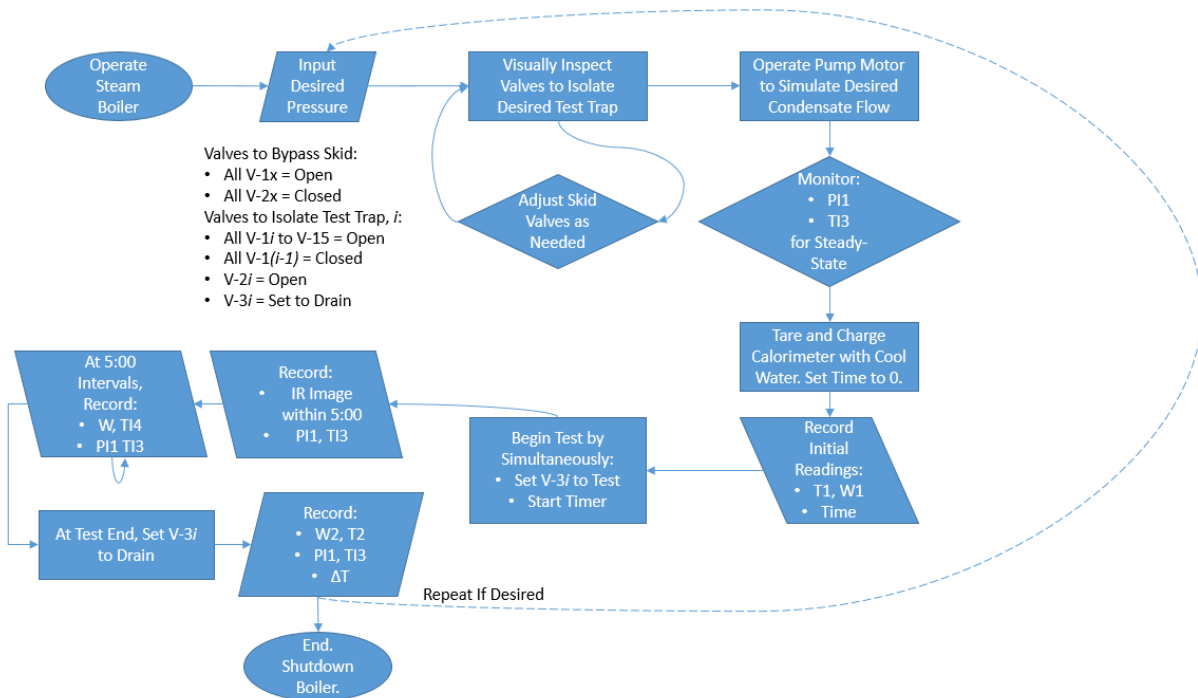 Operate
Steam
Boiler
Input
Desired
Pressure
Visually Inspect
Valves to Isolate
Desired Test Trap
Operate Pump Motor
to Simulate Desired
Condensate Flow
Valves to Bypass Skid:
• All V-1x = Open
• All V-2x = Closed
Valves to Isolate Test Trap, i:
• All V-1i to V-15 = Open
• All V-1(i-1) = Closed
• V-2i = Open
• V-3i = Set to Drain
Adjust Skid
Valves as
Needed
Monitor:
• PI1
• TI3
for Steady-
State
Tare and Charge
Calorimeter with Cool
Water. Set Time to 0.
Record
Initial
Readings:
• T1, W1
• Time
Begin Test by
Simultaneously:
• Set V-3i to Test
• Start Timer
Record:
• IR Image
within 5:00
• PI1, TI3
At 5:00
Intervals,
Record:
• W, TI4
• PI1 TI3
At Test End, Set V-3i
to Drain
Record:
• W2, T2
• PI1, TI3
• ΔT
Repeat If Desired
End.
Shutdown
Boiler.